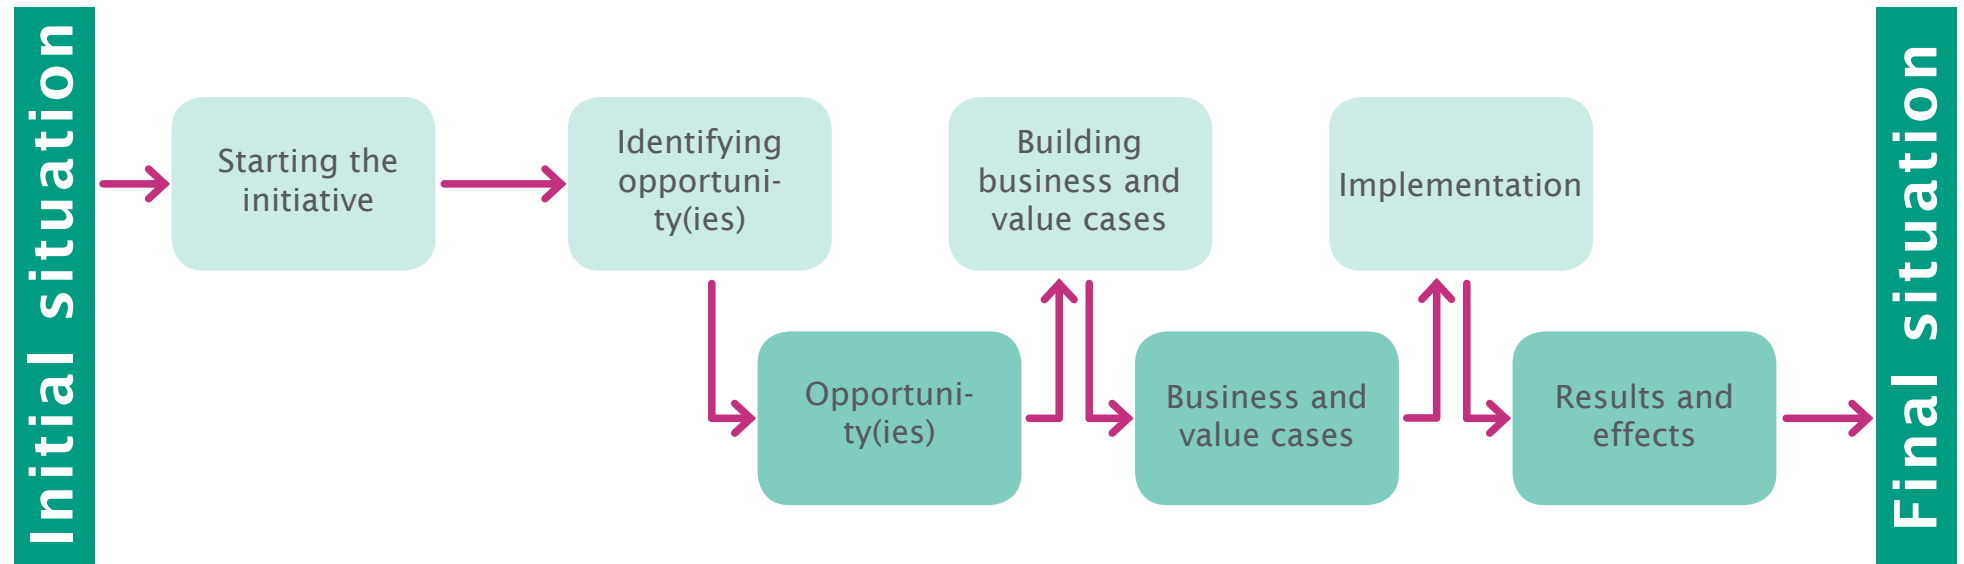 Initial situation
Starting the
initiative
Identifying
opportuni-
ty(ies)
Opportuni-
ty(ies)
Building
business and
value cases
Business and
value cases
Implementation
Results and
effects
Final situation